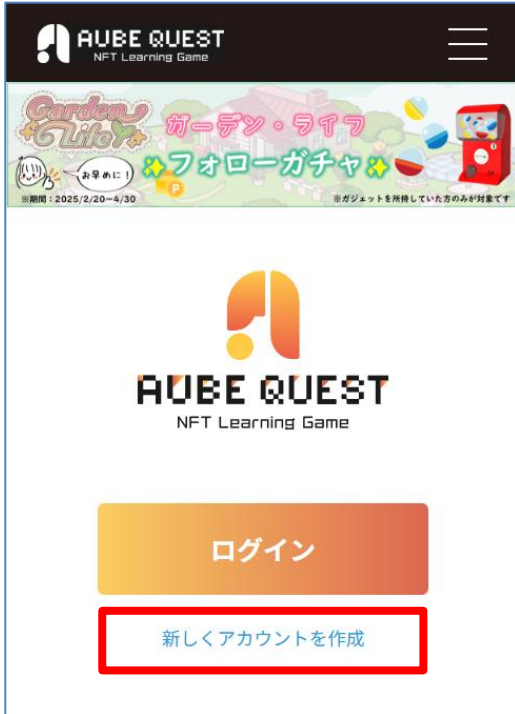 AUBE QUEST
NFT Learning Game
Garden Life
ガーデン・ライフ
フォローガチャ
お早めに！
P
※期間：2025/2/20~4/30
※ガジェットを所持していた方のみが対象です
AUBE QUEST
NFT Learning Game
ログイン
新しくアカウントを作成